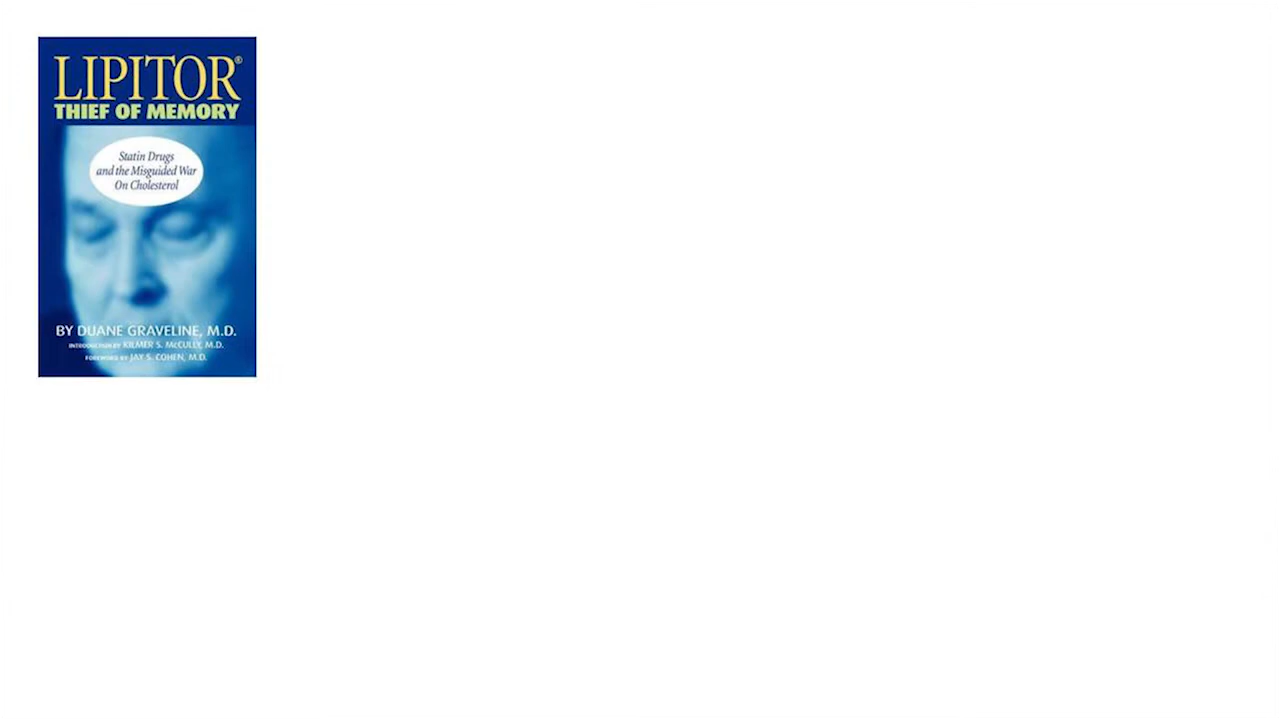 LIPITOR®
THIEF OF MEMORY
Statin Drugs
and the Misguided War
On Cholesterol
BY DUANE GRAVELINE, M.D.
INTRODUCTION BY KILMER S. McCULLY, M.D.
FOREWORD BY JAY S. COHEN, M.D.